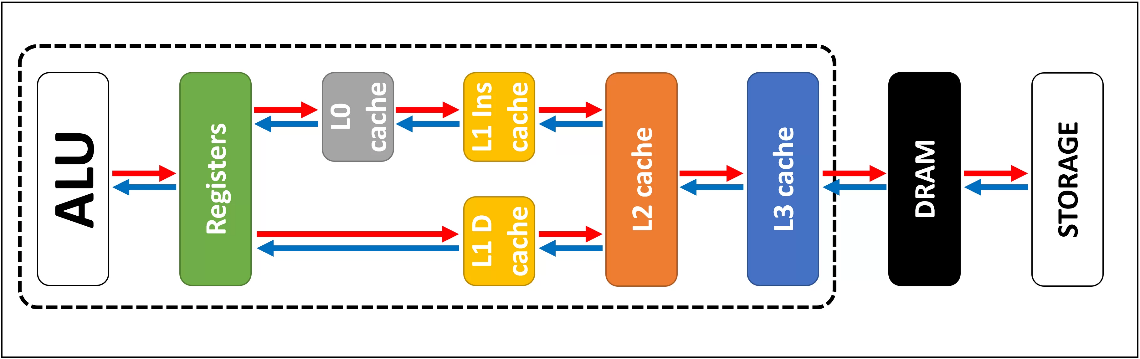 ALU
Registers
L0
cache
L1 Ins
cache
L1 D
cache
L2 cache
L3 cache
DRAM
STORAGE